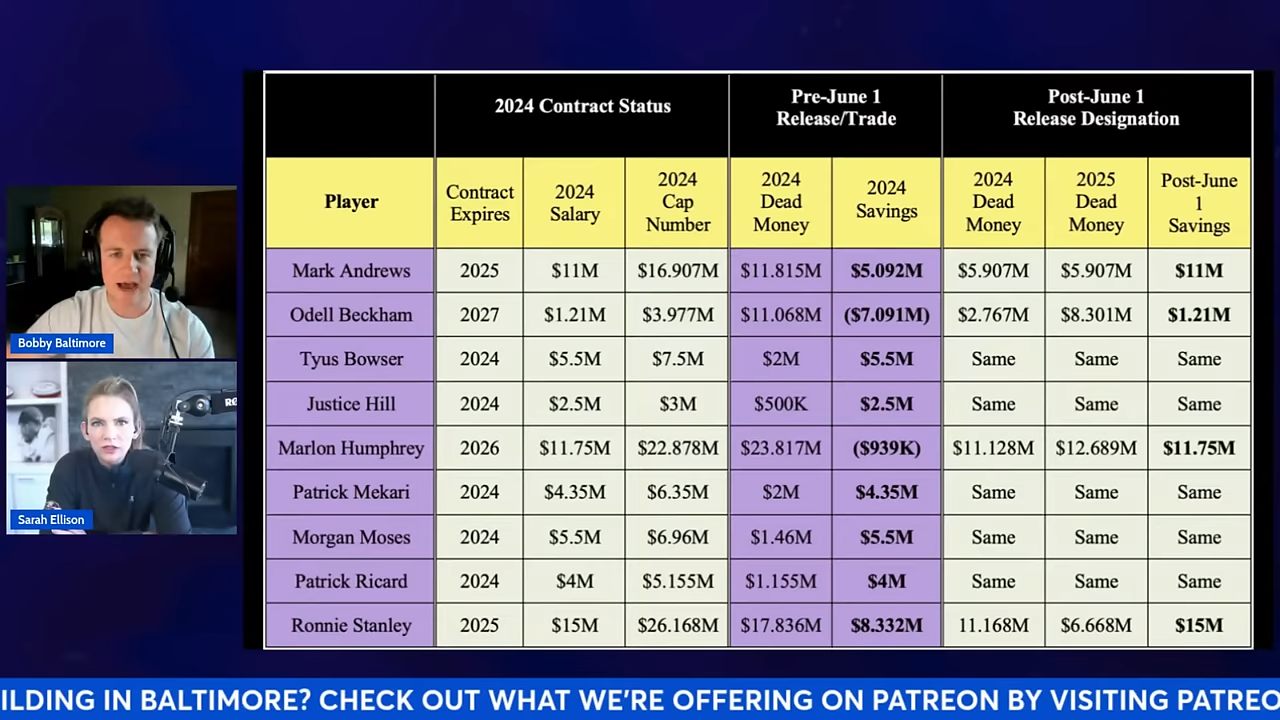 2024 Contract Status
Pre-June 1
Release/Trade
Post-June 1
Release Designation
Player
Contract
Expires
2024
Salary
2024
Cap
Number
2024
Dead
Money
2024
Savings
2024
Dead
Money
2025
Dead
Money
Post-June
1
Savings
Mark Andrews 2025 $11M $16.907M $11.815M $5.092M $5.907M $5.907M $11M
Odell Beckham 2027 $1.21M $3.977M $11.068M ($7.091M) $2.767M $8.301M $1.21M
Tyus Bowser 2024 $5.5M $7.5M $2M $5.5M Same Same Same
Justice Hill 2024 $2.5M $3M $500K $2.5M Same Same Same
Marlon Humphrey 2026 $11.75M $22.878M $23.817M ($939K) $11.128M $12.689M $11.75M
Patrick Mekari 2024 $4.35M $6.35M $2M $4.35M Same Same Same
Morgan Moses 2024 $5.5M $6.96M $1.46M $5.5M Same Same Same
Patrick Ricard 2024 $4M $5.155M $1.155M $4M Same Same Same
Ronnie Stanley 2025 $15M $26.168M $17.836M $8.332M 11.168M $6.668M $15M
Bobby Baltimore
RØ
Sarah Ellison
ILDING IN BALTIMORE? CHECK OUT WHAT WE'RE OFFERING ON PATREON BY VISITING PATREO